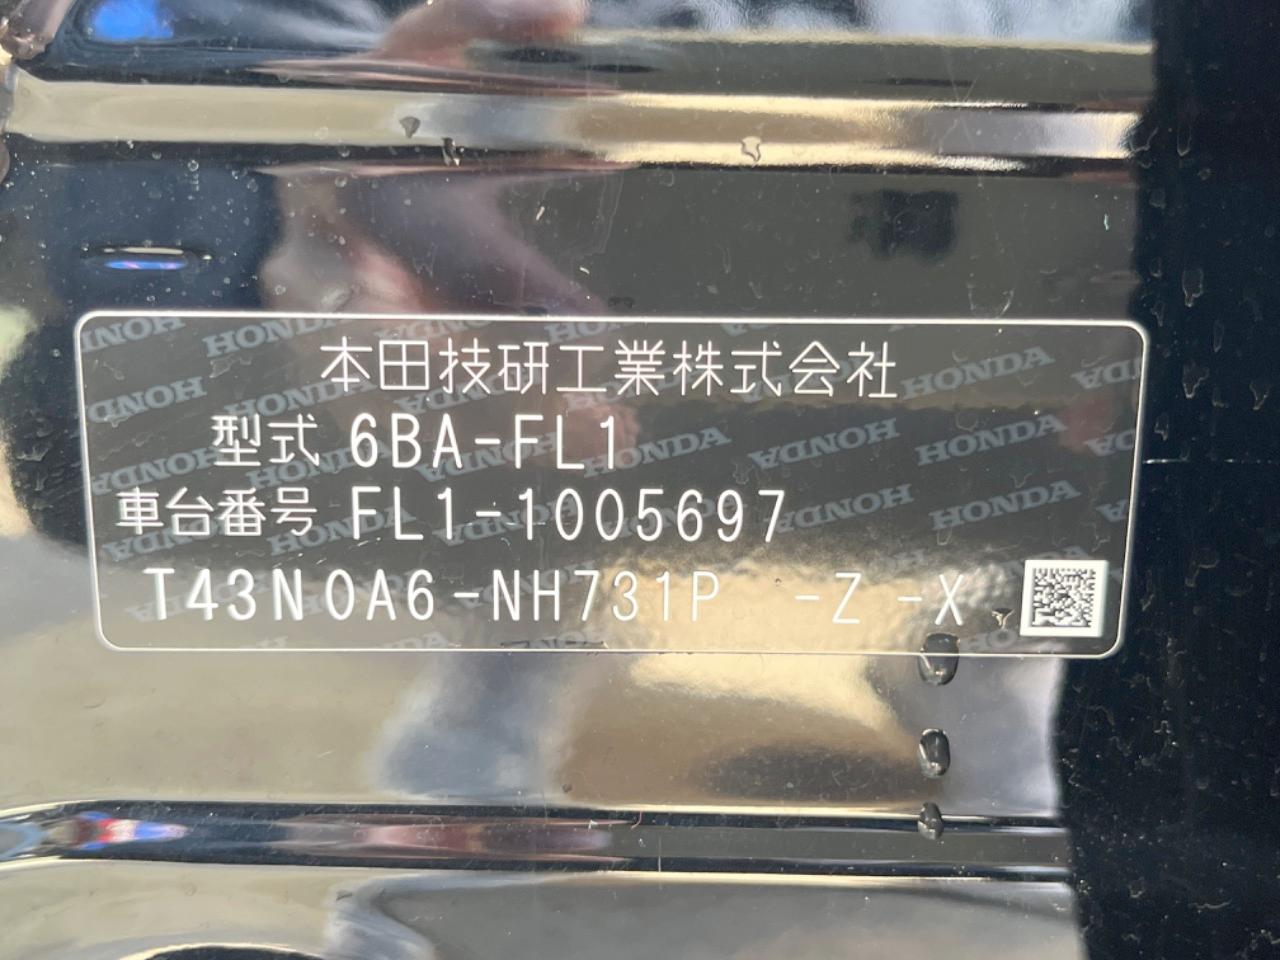 本田技研工業株式会社
型式 6BA-FL1
車台番号 FL1-1005697
T43N0A6-NH731P -Z -X
HONDA